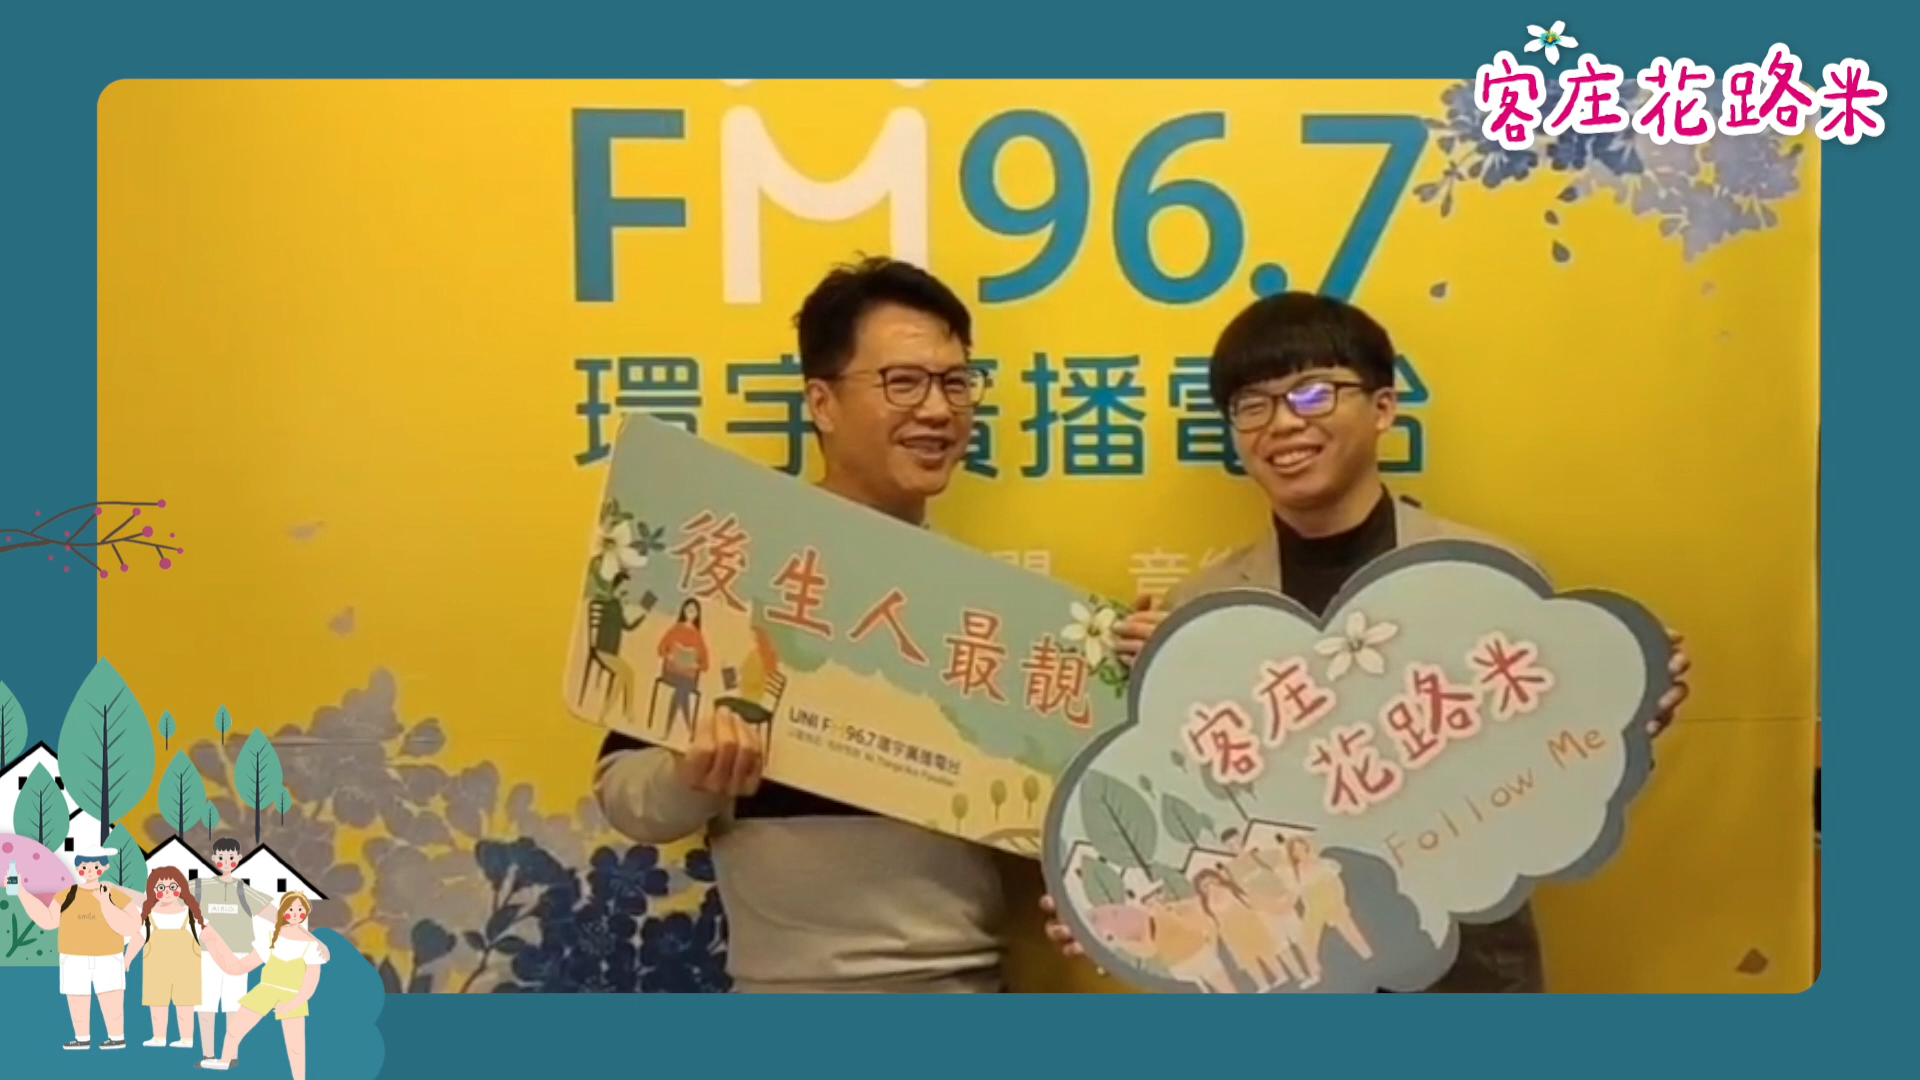 客庄花路米
FM96.7
環宇廣播電台
後生人最靚
UNI FM96.7環宇廣播電台
客庄
花路米
Follow Me
smile